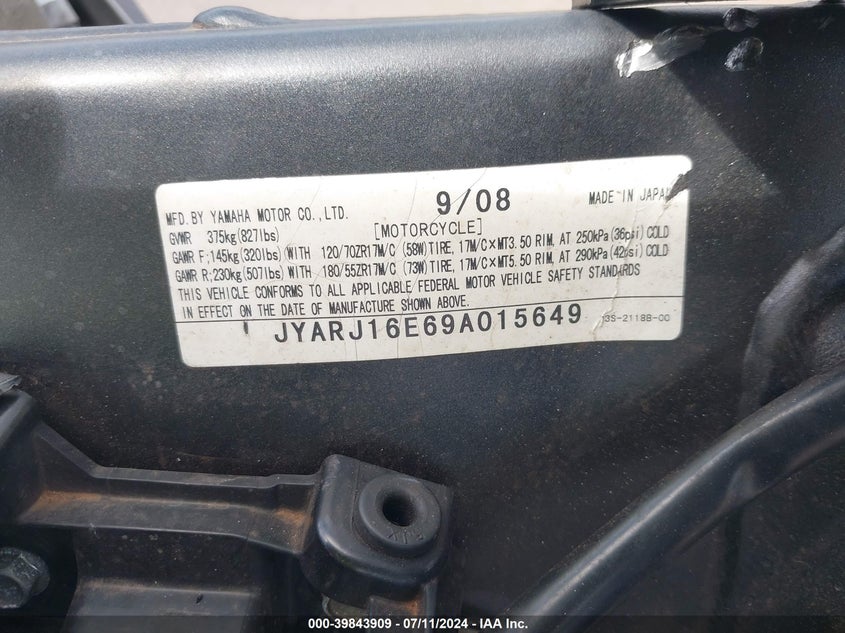 MFD. BY YAMAHA MOTOR CO., LTD. 9/08 MADE IN JAPAN
GVWR 375kg(827lbs) [MOTORCYCLE]
GAWR F;145kg(320lbs)WITH 120/70ZR17M/C (58W)TIRE, 17M/C×MT3.50 RIM, AT 250kPa(36psi)COLD
GAWR R;230kg(507lbs)WITH 180/55ZR17M/C (73W)TIRE, 17M/C×MT5.50 RIM, AT 290kPa(42psi)COLD
THIS VEHICLE CONFORMS TO ALL APPLICABLE FEDERAL MOTOR VEHICLE SAFETY STANDARDS
IN EFFECT ON THE DATE OF MANUFACTURE SHOWN ABOVE.
JYARJ16E69A015649 13S-2118B-00
000-39843909 - 07/11/2024 - IAA Inc.